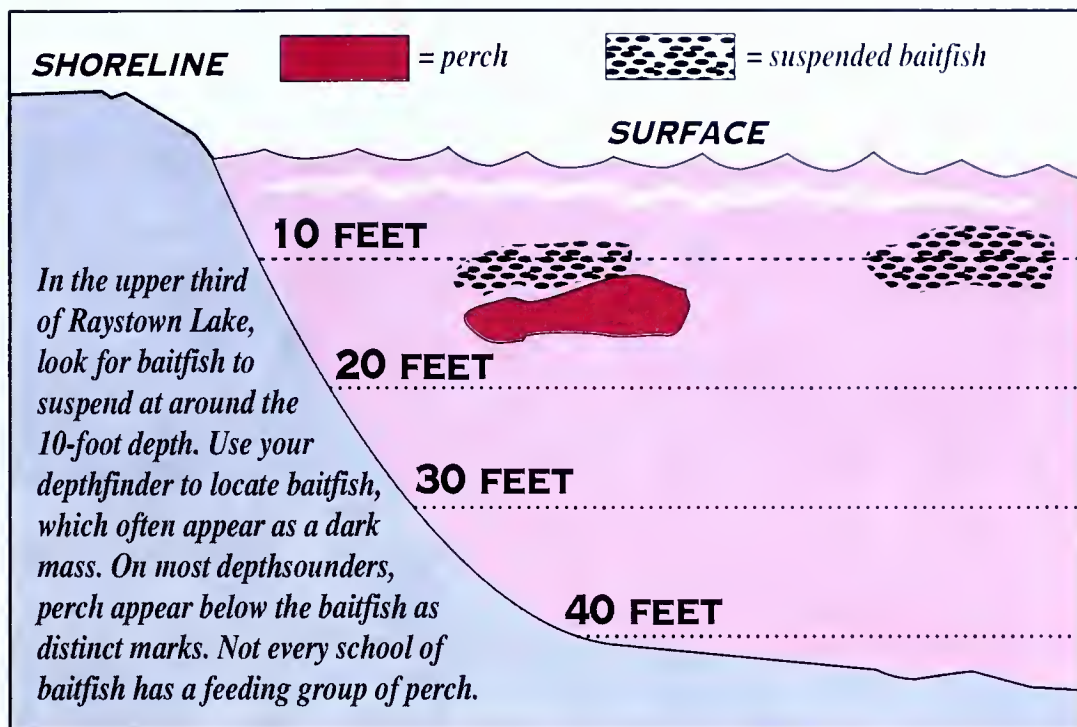 SHORELINE
= perch
= suspended baitfish
SURFACE
10 FEET
In the upper third
of Raystown Lake,
look for baitfish to
suspend at around the
10-foot depth. Use your
depthfinder to locate baitfish,
which often appear as a dark
mass. On most depthsounders,
perch appear below the baitfish as
distinct marks. Not every school of
baitfish has a feeding group of perch.
20 FEET
30 FEET
40 FEET